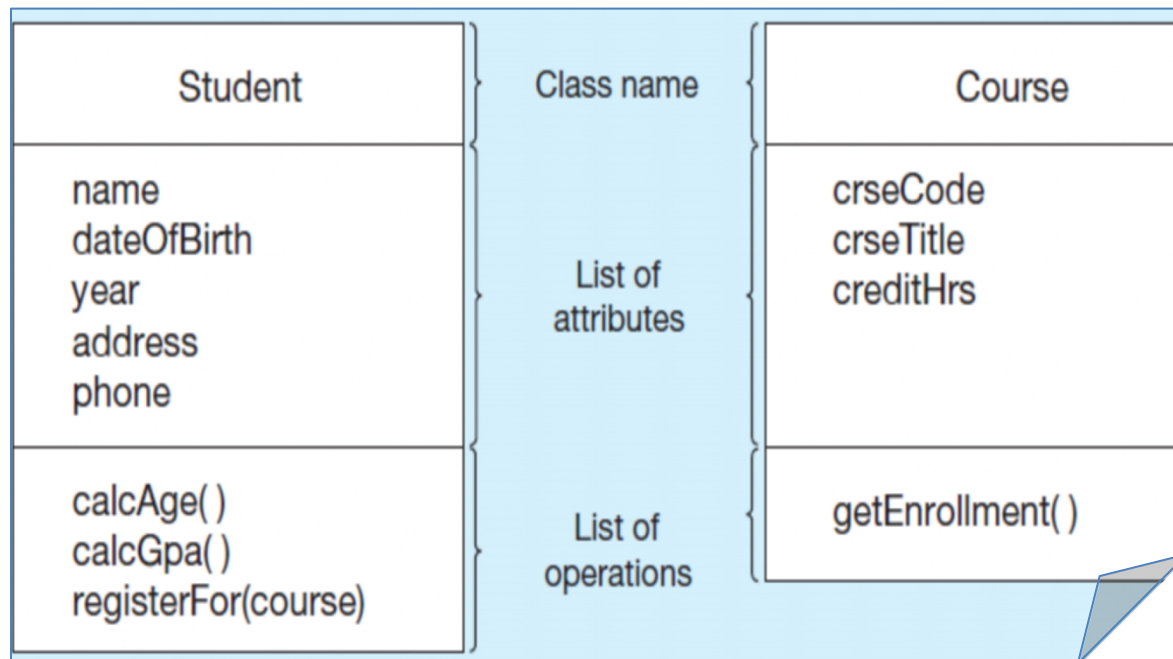 Student
Class name
Course
name
dateOfBirth
year
address
phone
List of
attributes
crseCode
crseTitle
creditHrs
calcAge( )
calcGpa( )
registerFor(course)
List of
operations
getEnrollment( )